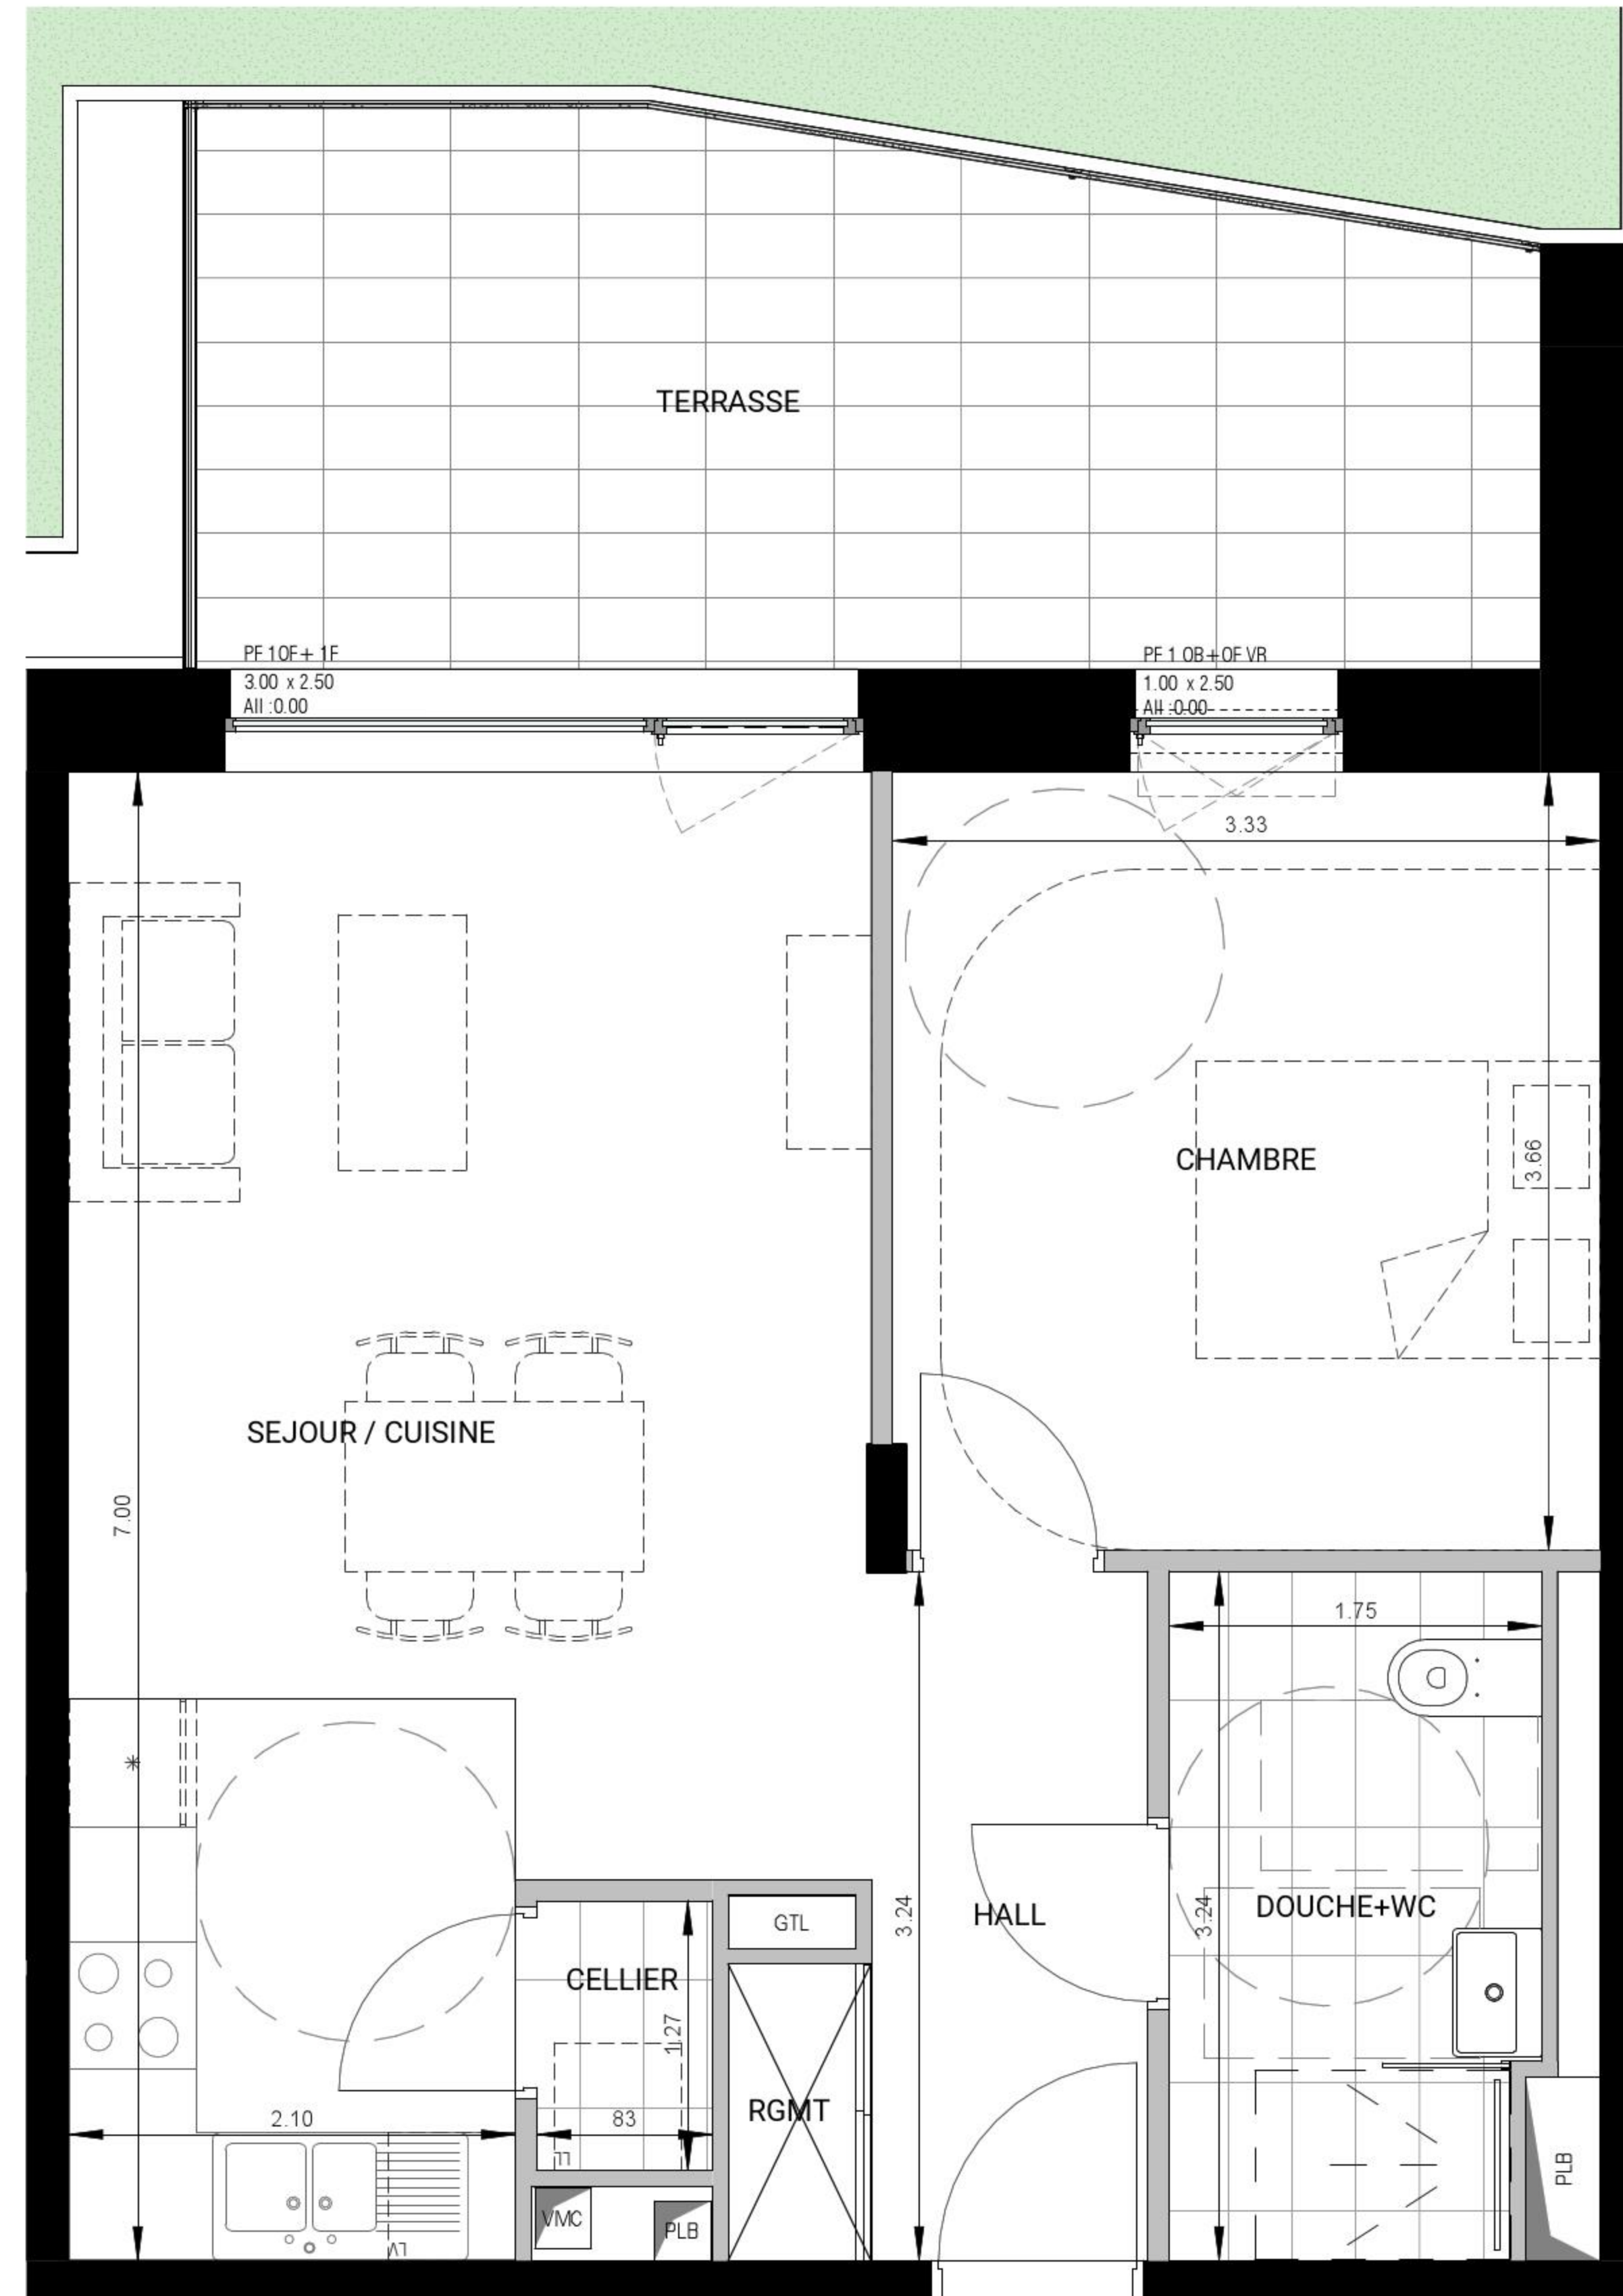 TERRASSE
PF 1OF+ 1F
3.00 x 2.50
All :0.00
PF 1 OB+OF VR
1.00 x 2.50
All :0.00
3.33
CHAMBRE
3.66
SEJOUR / CUISINE
7.00
1.75
*
3.24
HALL
3.24
DOUCHE+WC
GTL
CELLIER
1.27
RGMT
2.10
83
LL
VMC
PLB
PLB
LV